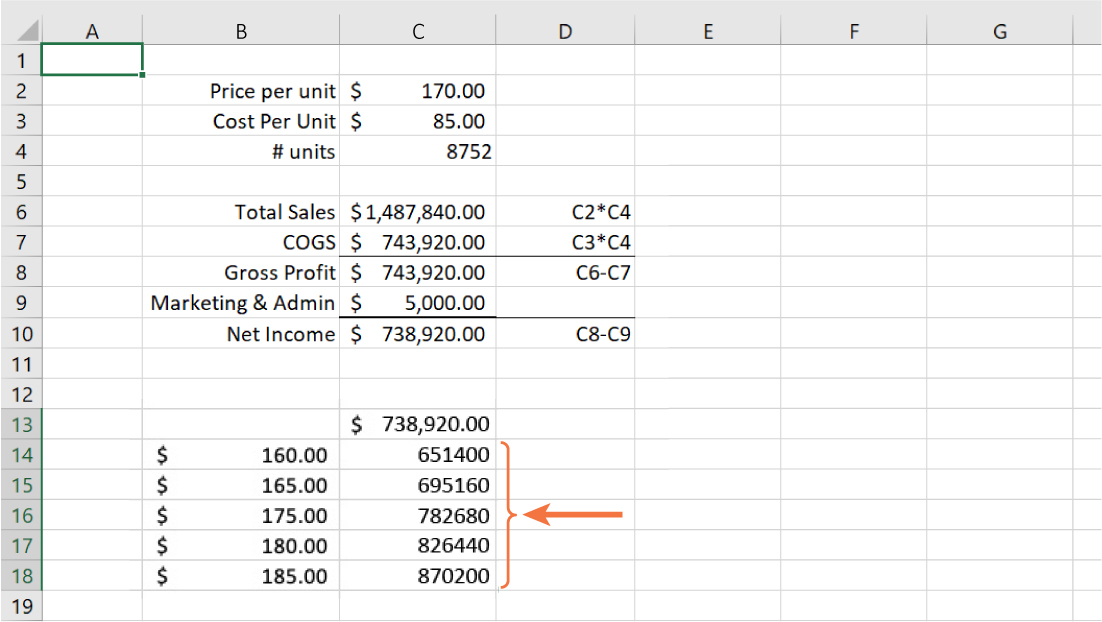 A B C D E F G
1
2 Price per unit $ 170.00
3 Cost Per Unit $ 85.00
4 # units 8752
5
6 Total Sales $1,487,840.00 C2*C4
7 COGS $ 743,920.00 C3*C4
8 Gross Profit $ 743,920.00 C6-C7
9 Marketing & Admin $ 5,000.00
10 Net Income $ 738,920.00 C8-C9
11
12
13 $ 738,920.00
14 $ 160.00 651400
15 $ 165.00 695160
16 $ 175.00 782680
17 $ 180.00 826440
18 $ 185.00 870200
19